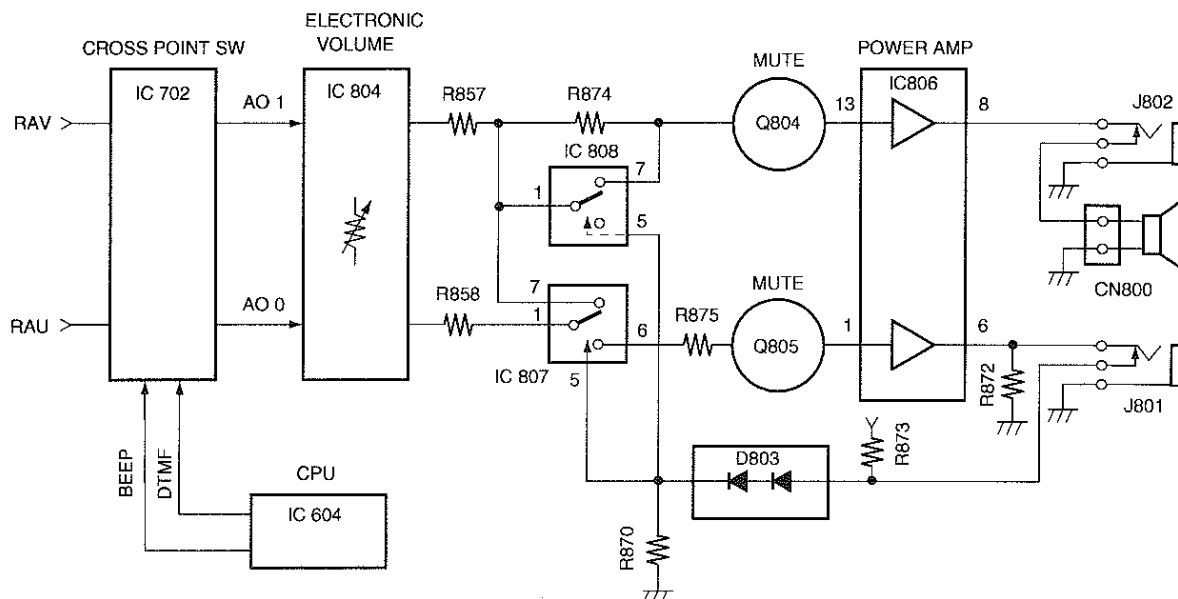 ELECTRONIC
VOLUME
CROSS POINT SW
POWER AMP
IC 702
IC 804
IC806
MUTE
R857
R874
Q804
13
8
J802
RAV
AO 1
IC 808
7
1
5
CN800
RAU
AO 0
R858
7
1
6
R875
MUTE
Q805
1
6
IC 807
5
R872
J801
BEEP
DTMF
CPU
IC 604
D803
R873
R870